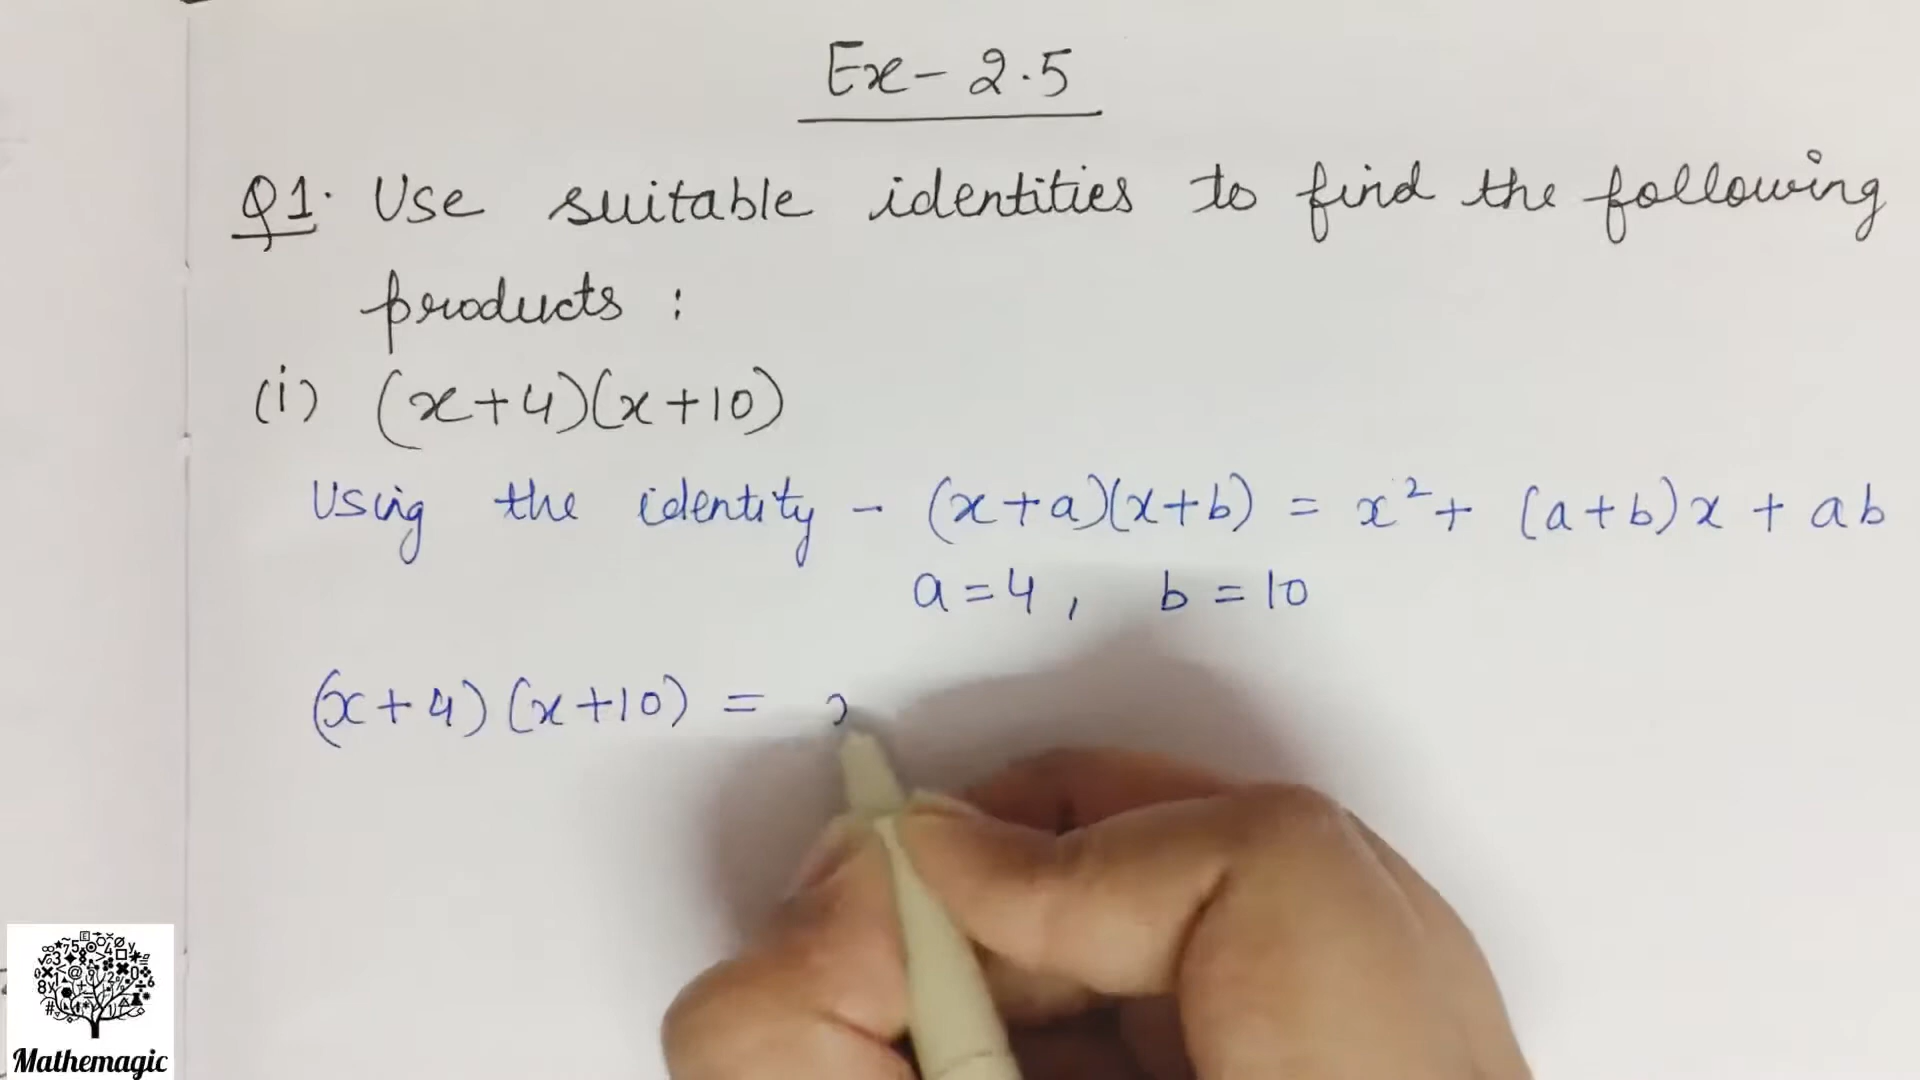 Ex- 2.5
Q1. Use suitable identities to find the following
products :
(i) (x+4)(x+10)
Using the identity - (x+a)(x+b) = x²+ (a+b)x + ab
a=4, b=10
(x+4)(x+10) =
Mathemagic